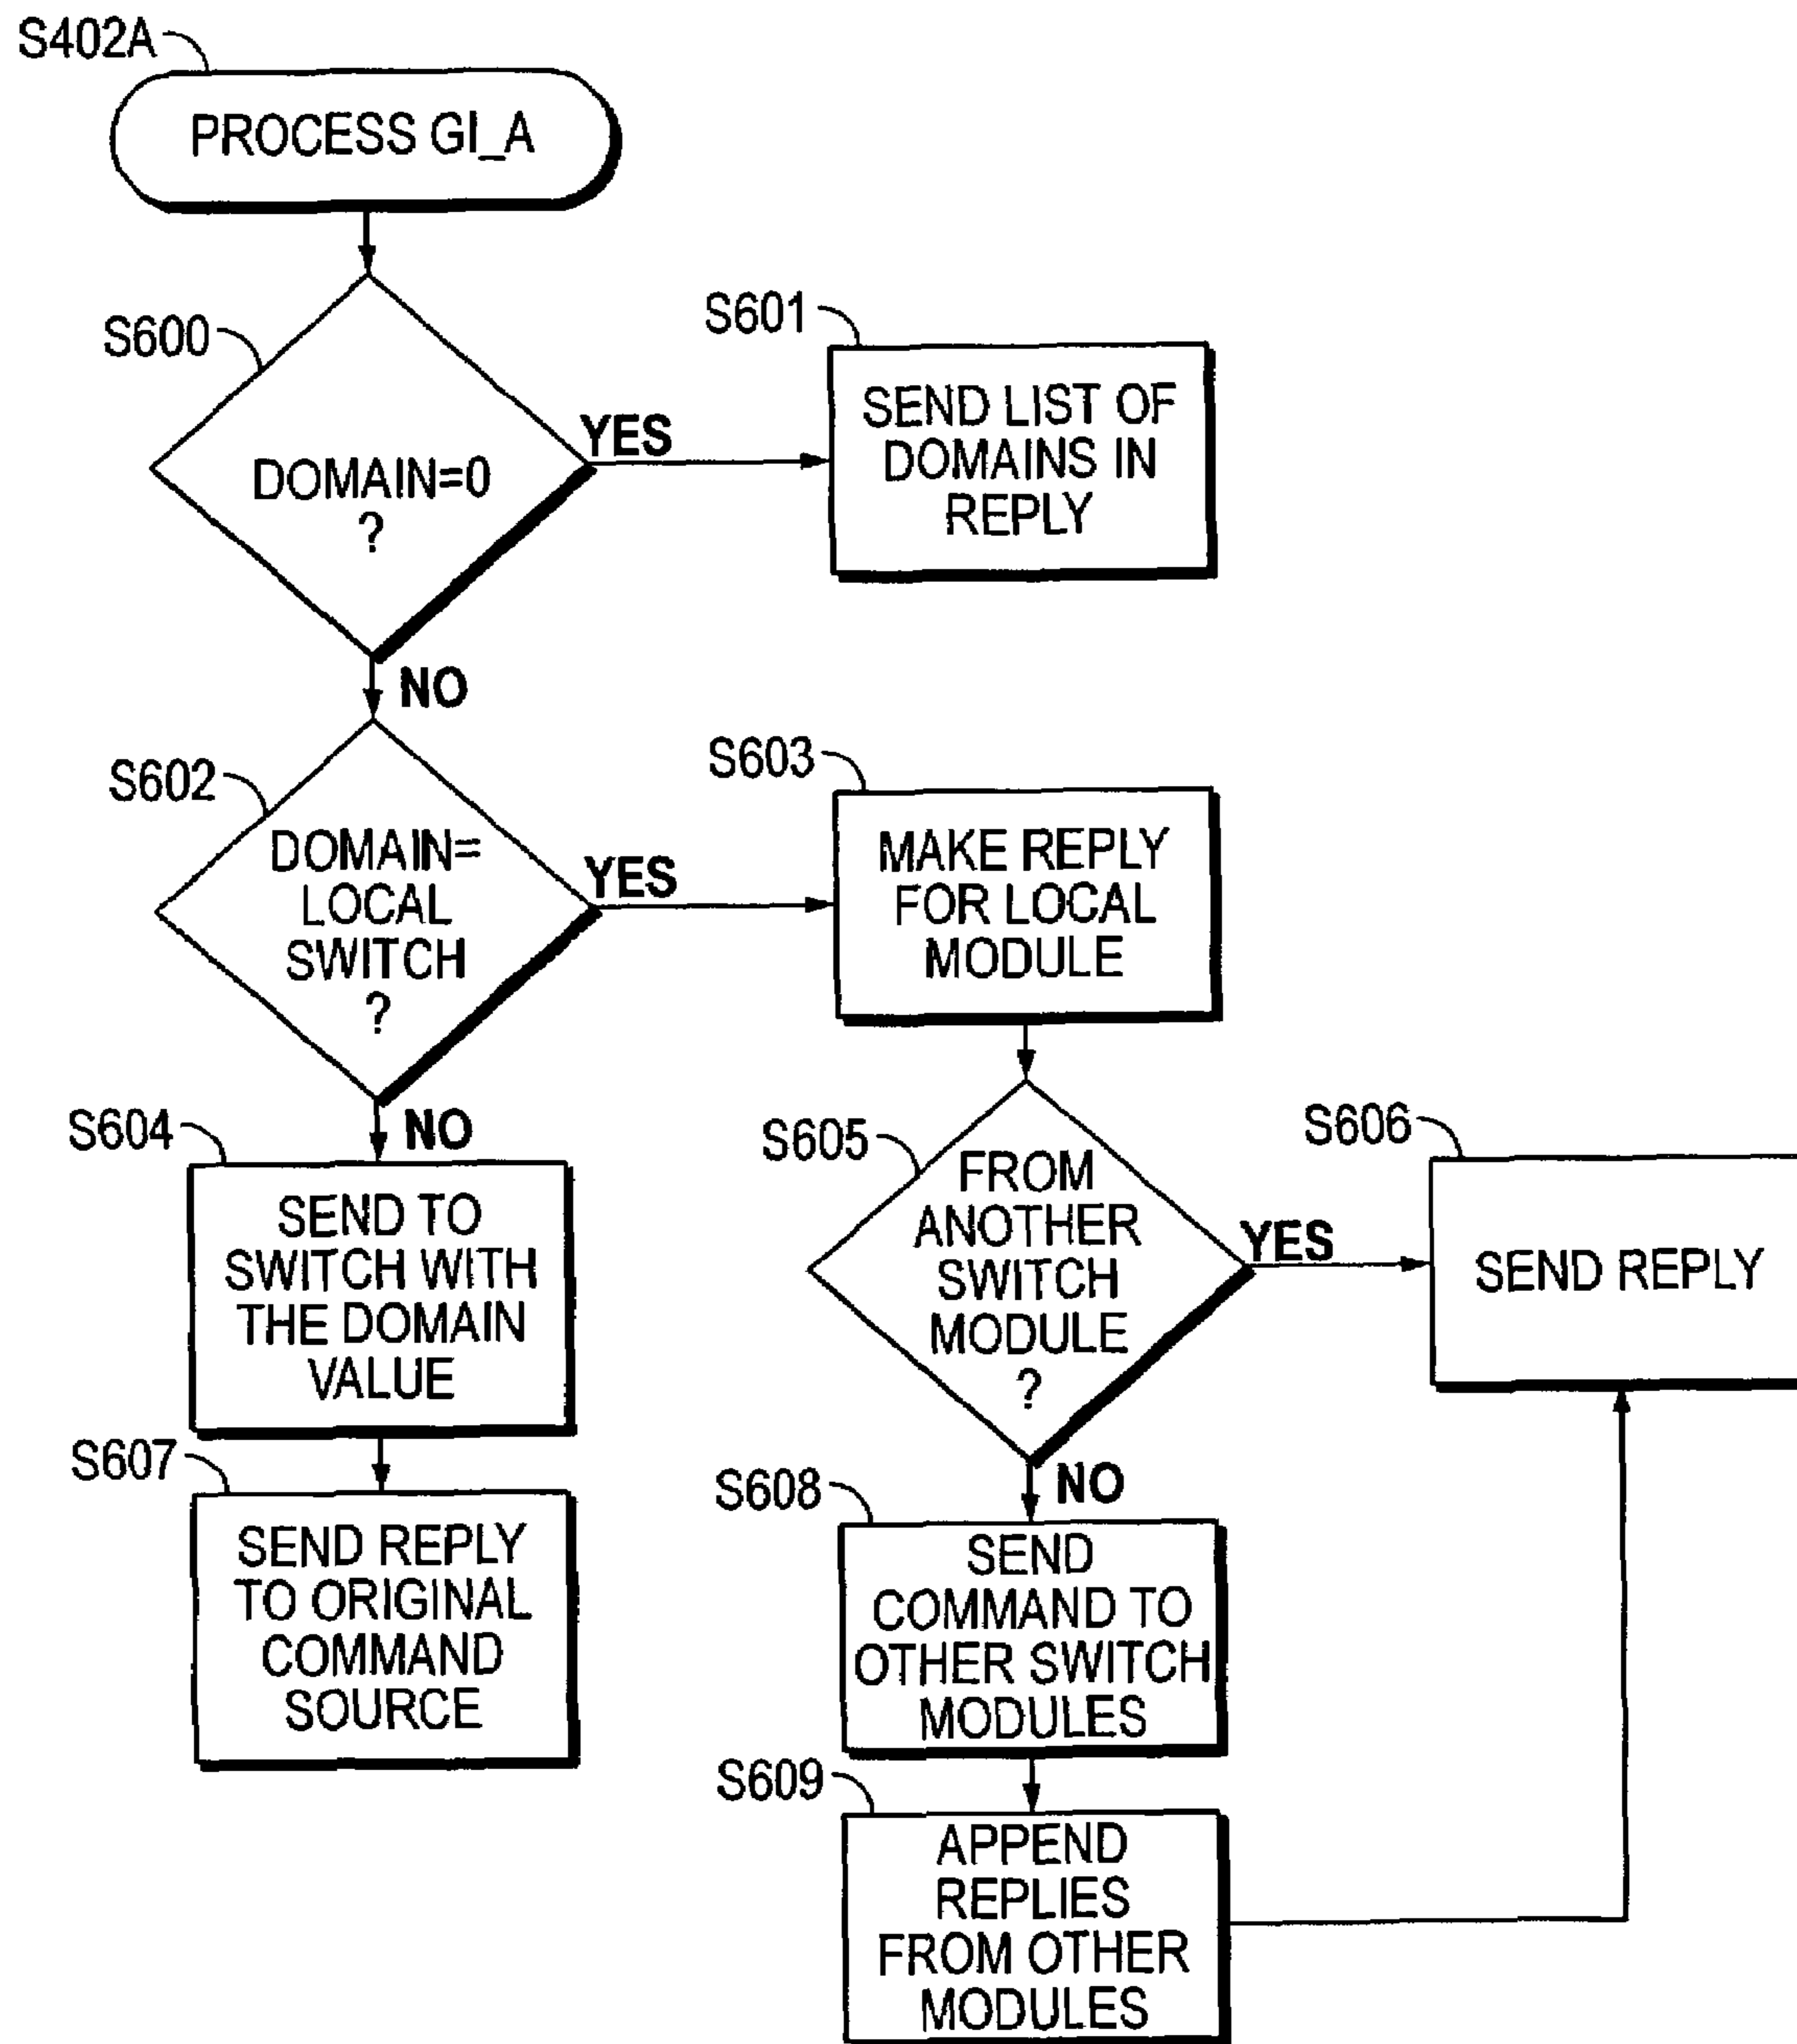 S402A
PROCESS GI_A
S600
DOMAIN=0
?
YES
S601
SEND LIST OF
DOMAINS IN
REPLY
NO
S602
DOMAIN=
LOCAL
SWITCH
?
YES
S603
MAKE REPLY
FOR LOCAL
MODULE
NO
S604
SEND TO
SWITCH WITH
THE DOMAIN
VALUE
S605
FROM
ANOTHER
SWITCH
MODULE
?
YES
S606
SEND REPLY
S607
SEND REPLY
TO ORIGINAL
COMMAND
SOURCE
NO
S608
SEND
COMMAND TO
OTHER SWITCH
MODULES
S609
APPEND
REPLIES
FROM OTHER
MODULES